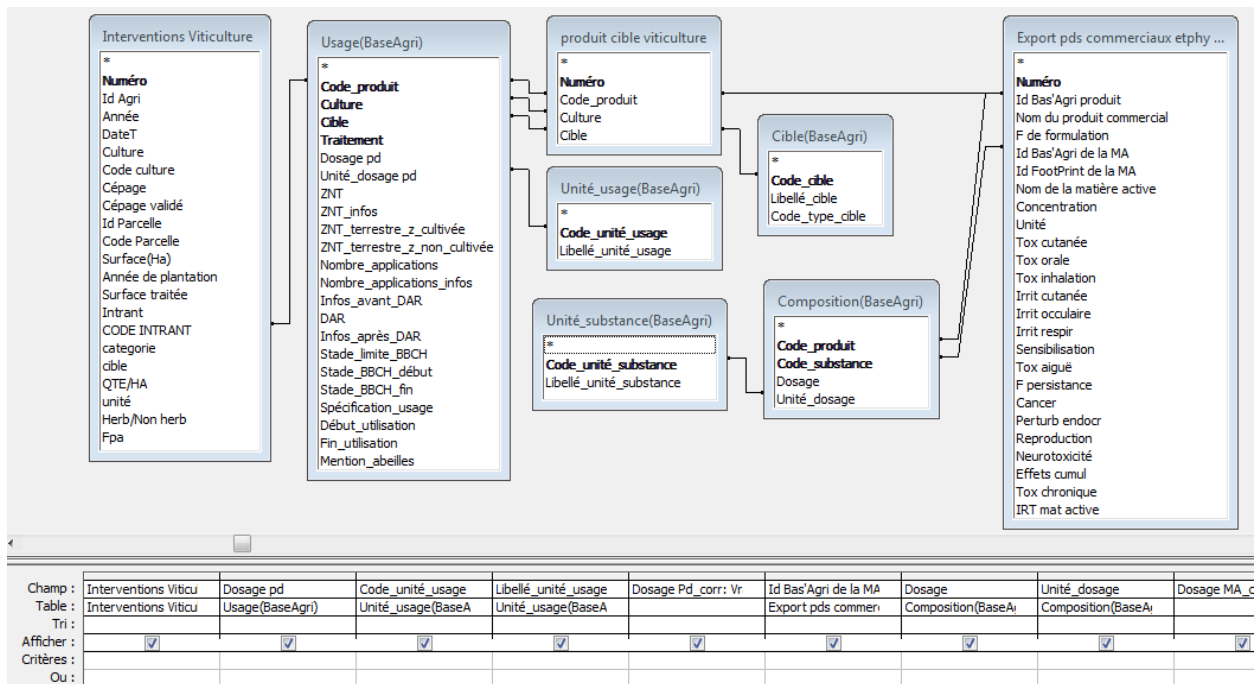 Interventions Viticulture
*
Numéro
Id Agri
Année
DateT
Culture
Code culture
Cépage
Cépage validé
Id Parcelle
Code Parcelle
Surface(Ha)
Année de plantation
Surface traitée
Intrant
CODE INTRANT
categorie
cible
QTE/HA
unité
Herb/Non herb
Fpa
Usage(BaseAgri)
*
Code_produit
Culture
Cible
Traitement
Dosage pd
Unité_dosage pd
ZNT
ZNT_infos
ZNT_terrestre_z_cultivée
ZNT_terrestre_z_non_cultivée
Nombre_applications
Nombre_applications_infos
Infos_avant_DAR
DAR
Infos_après_DAR
Stade_limite_BBCH
Stade_BBCH_début
Stade_BBCH_fin
Spécification_usage
Début_utilisation
Fin_utilisation
Mention_abeilles
produit cible viticulture
*
Numéro
Code_produit
Culture
Cible
Unité_usage(BaseAgri)
*
Code_unité_usage
Libellé_unité_usage
Unité_substance(BaseAgri)
*
Code_unité_substance
Libellé_unité_substance
Cible(BaseAgri)
*
Code_cible
Libellé_cible
Code_type_cible
Composition(BaseAgri)
*
Code_produit
Code_substance
Dosage
Unité_dosage
Export pds commerciaux etphy ...
*
Numéro
Id Bas'Agri produit
Nom du produit commercial
F de formulation
Id Bas'Agri de la MA
Id FootPrint de la MA
Nom de la matière active
Concentration
Unité
Tox cutanée
Tox orale
Tox inhalation
Irrit cutanée
Irrit occulaire
Irrit respir
Sensibilisation
Tox aiguë
F persistance
Cancer
Perturb endocr
Reproduction
Neurotoxicité
Effets cumul
Tox chronique
IRT mat active
Champ : Interventions Viticu Dosage pd Code_unité_usage Libellé_unité_usage Dosage Pd_corr: Vr Id Bas'Agri de la MA Dosage Unité_dosage Dosage MA_c
Table : Interventions Viticu Usage(BaseAgri) Unité_usage(BaseA Unité_usage(BaseA Export pds commer Composition(BaseA Composition(BaseA
Tri :
Afficher :
Critères :
Ou :